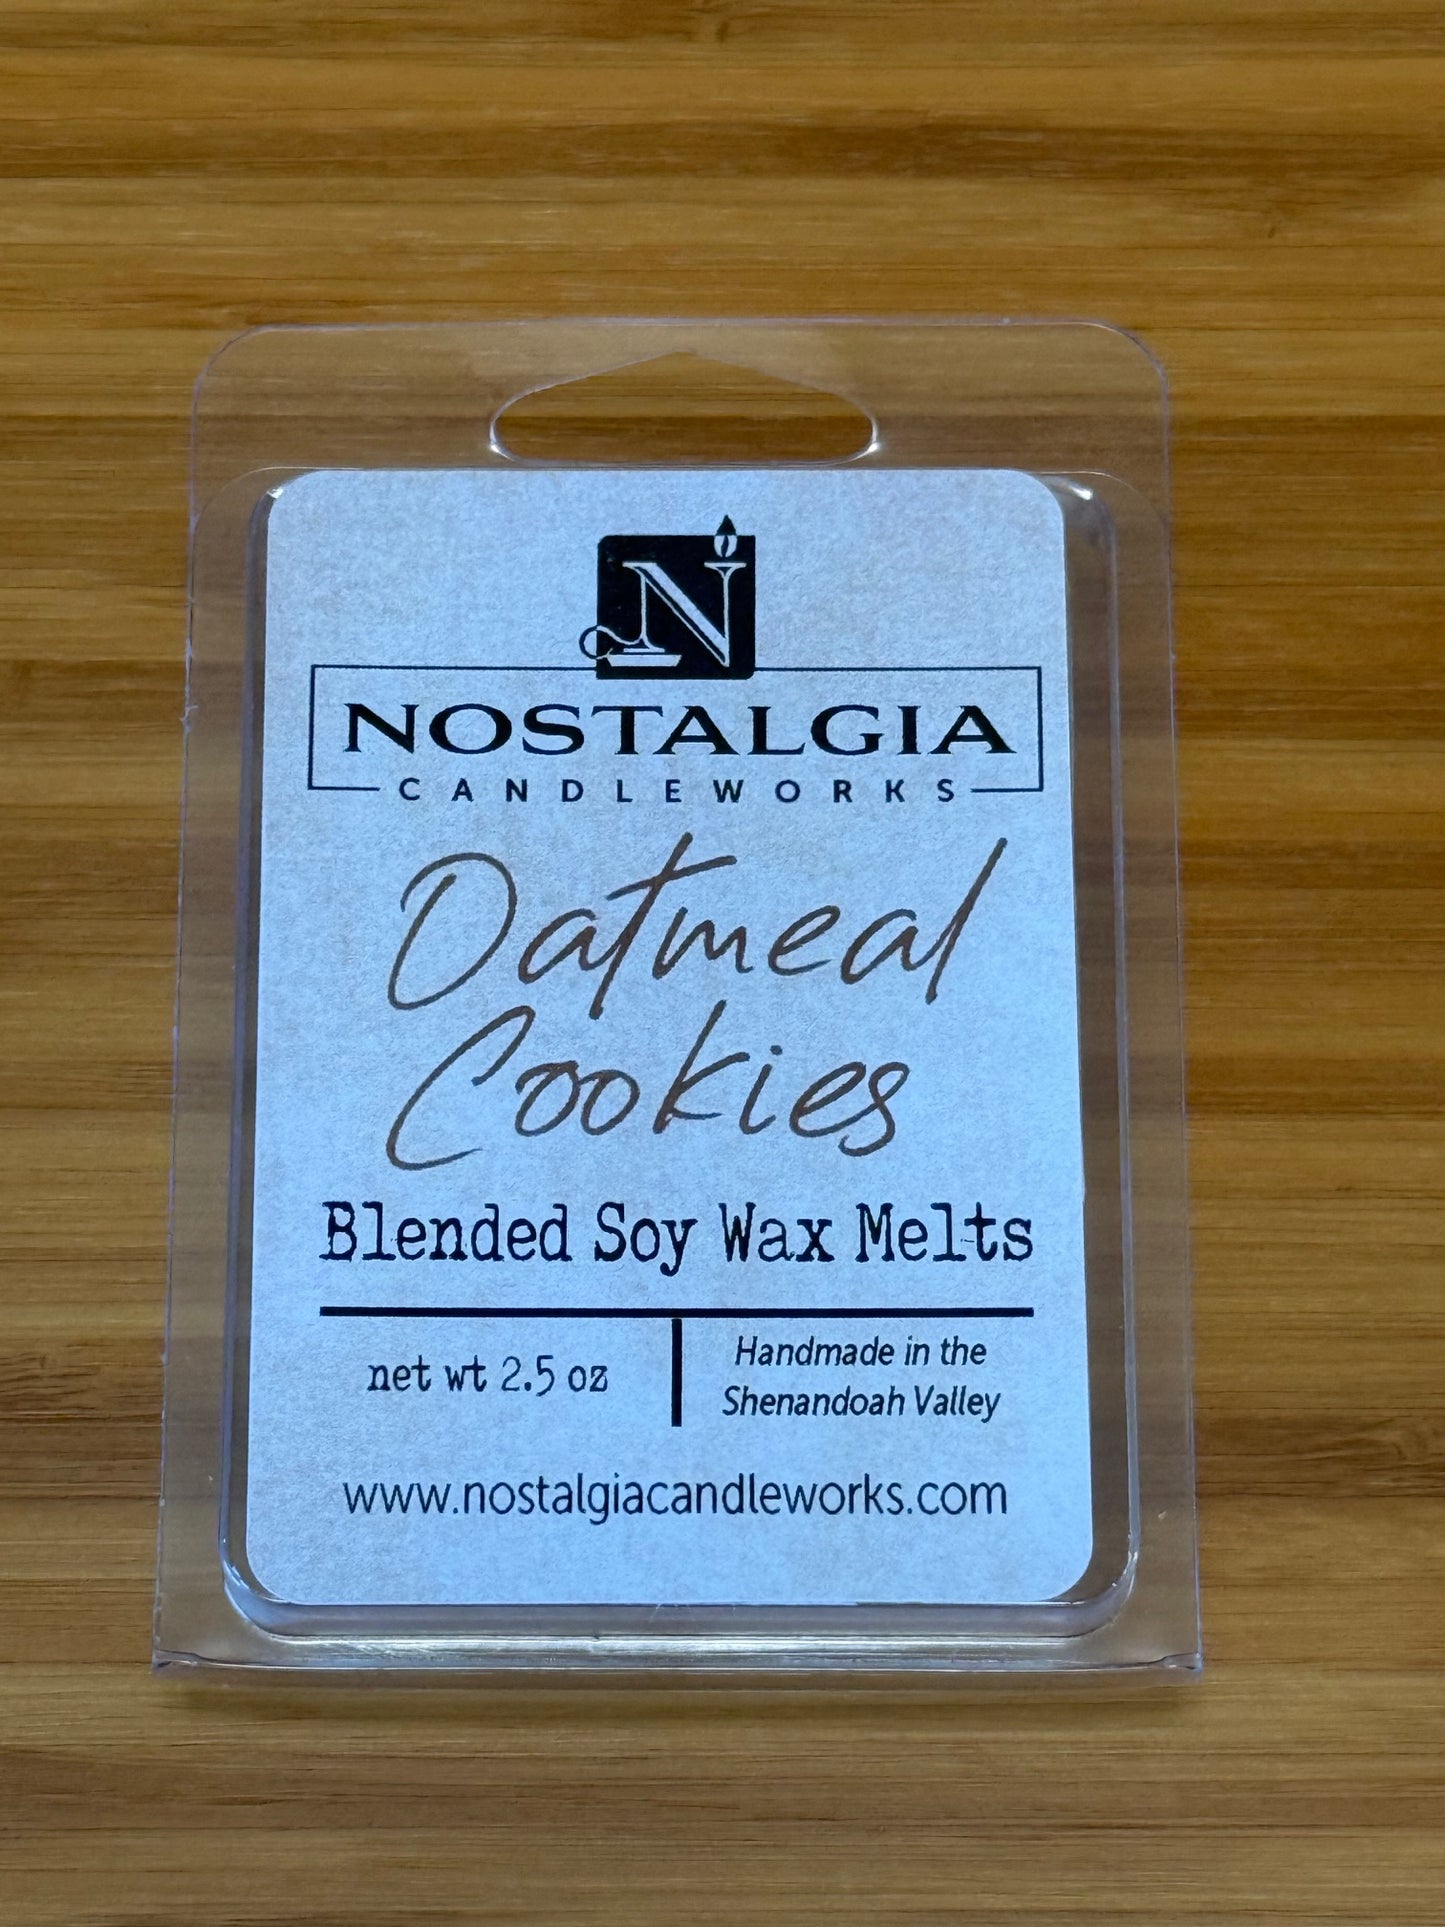 N
NOSTALGIA
CANDLEWORKS
Oatmeal
Cookies
Blended Soy Wax Melts
net wt 2.5 oz
Handmade in the
Shenandoah Valley
www.nostalgiacandleworks.com